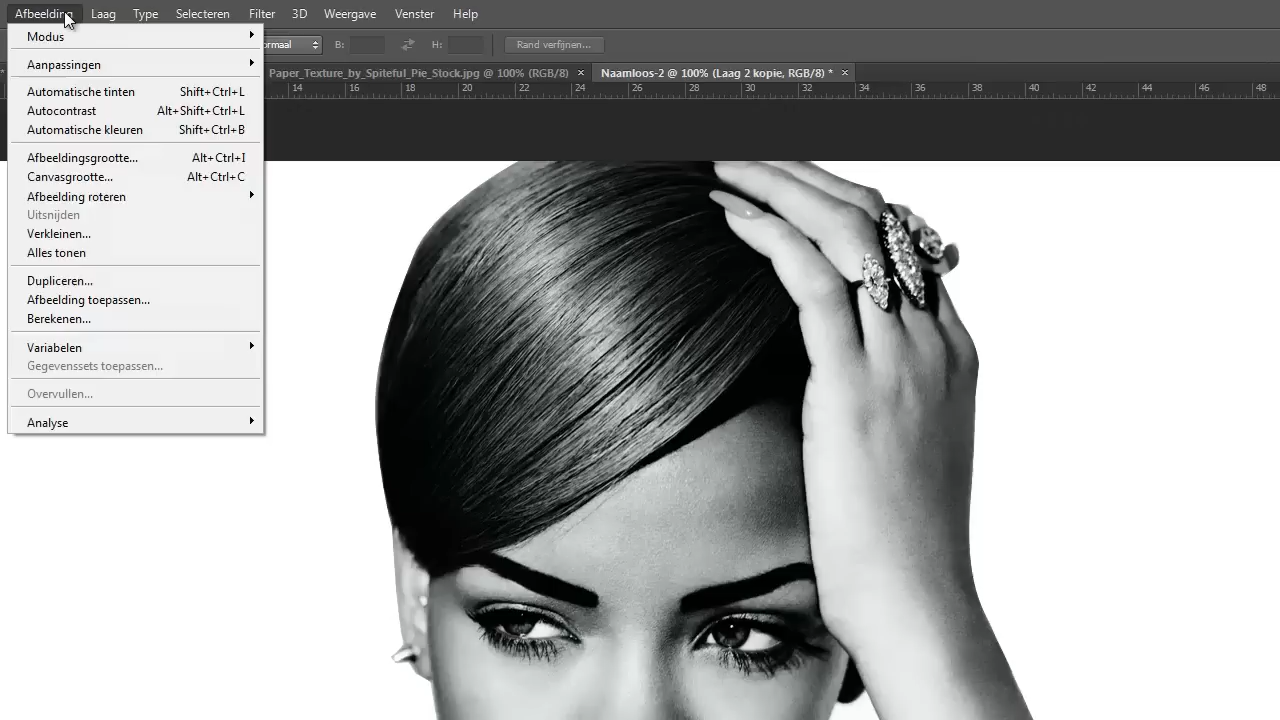 Afbeelding Laag Type Selecteren Filter 3D Weergave Venster Help
B: H: Rand verfijnen...
Paper_Texture_by_Spiteful_Pie_Stock.jpg @ 100% (RGB/8) × Naamloos-2 @ 100% (Laag 2 kopie, RGB/8) * ×
14 16 18 20 22 24 26 28 30 32 34 36 38 40 42 44 46 48
Modus
Aanpassingen
Automatische tinten Shift+Ctrl+L
Autocontrast Alt+Shift+Ctrl+L
Automatische kleuren Shift+Ctrl+B
Afbeeldingsgrootte... Alt+Ctrl+I
Canvasgrootte... Alt+Ctrl+C
Afbeelding roteren
Uitsnijden
Verkleinen...
Alles tonen
Dupliceren...
Afbeelding toepassen...
Berekenen...
Variabelen
Gegevenssets toepassen...
Overvullen...
Analyse